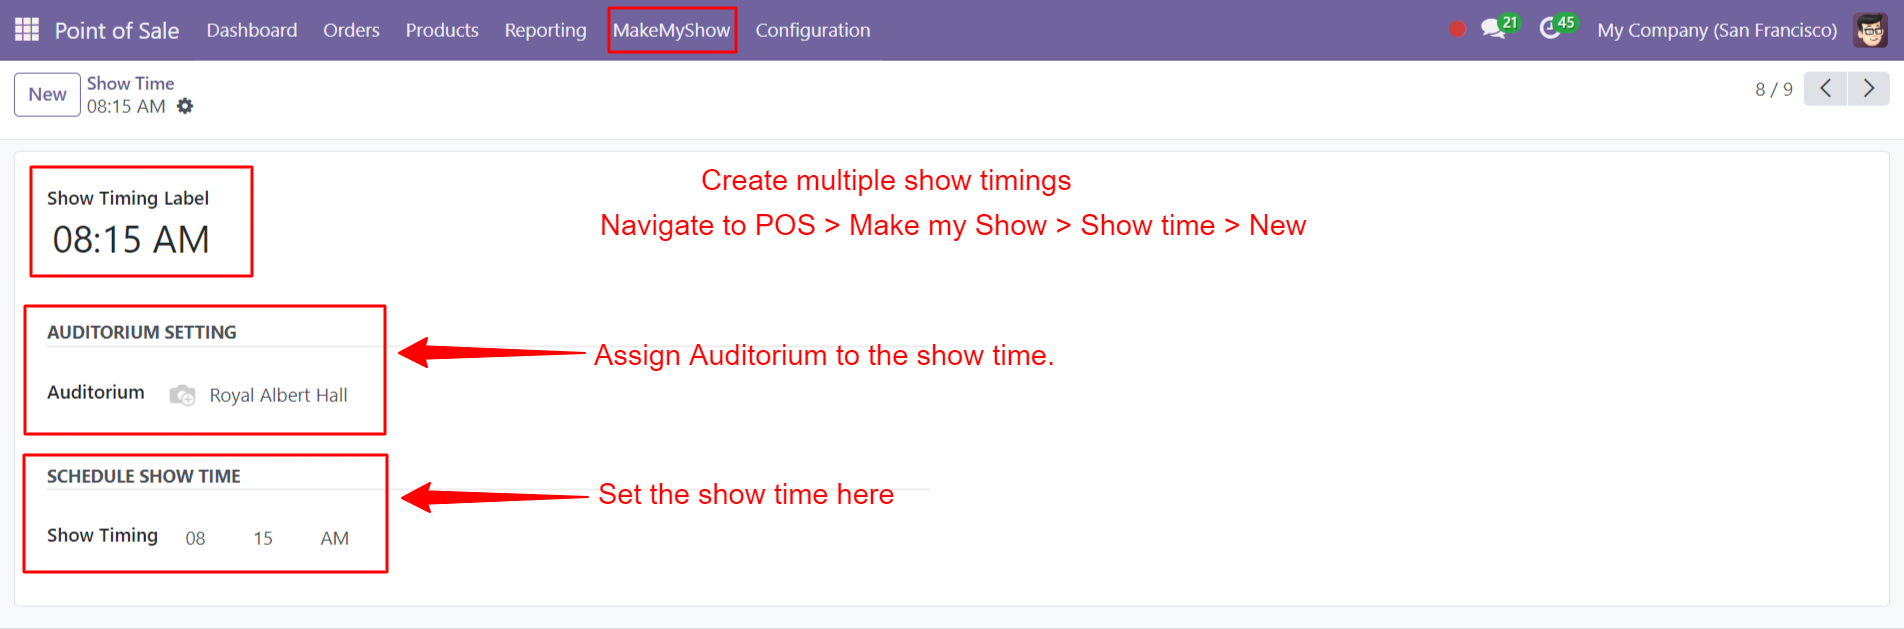 Point of Sale Dashboard Orders Products Reporting MakeMyShow Configuration 21 45 My Company (San Francisco)
New Show Time
08:15 AM
8 / 9
Show Timing Label
08:15 AM
Create multiple show timings
Navigate to POS > Make my Show > Show time > New
AUDITORIUM SETTING
Assign Auditorium to the show time.
Auditorium Royal Albert Hall
SCHEDULE SHOW TIME
Set the show time here
Show Timing 08 15 AM